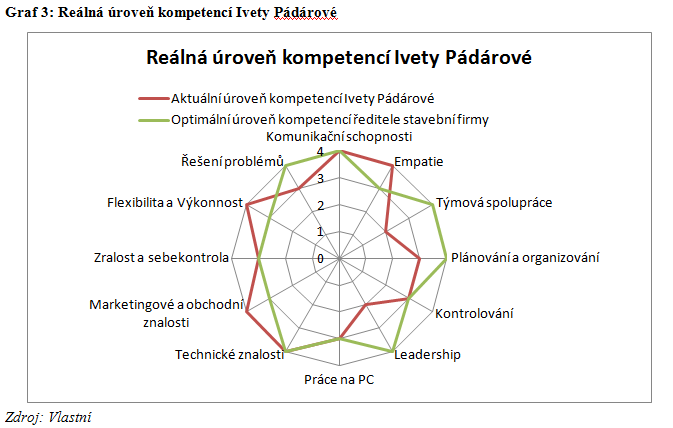 Graf 3: Reálná úroveň kompetencí Ivety Pádárové
Reálná úroveň kompetencí Ivety Pádárové
Aktuální úroveň kompetencí Ivety Pádárové
Optimální úroveň kompetencí ředitele stavební firmy
Komunikační schopnosti
Empatie
Týmová spolupráce
Plánování a organizování
Kontrolování
Leadership
Práce na PC
Technické znalosti
Marketingové a obchodní
znalosti
Zralost a sebekontrola
Flexibilita a Výkonnost
Řešení problémů
4
3
2
1
0
Zdroj: Vlastní